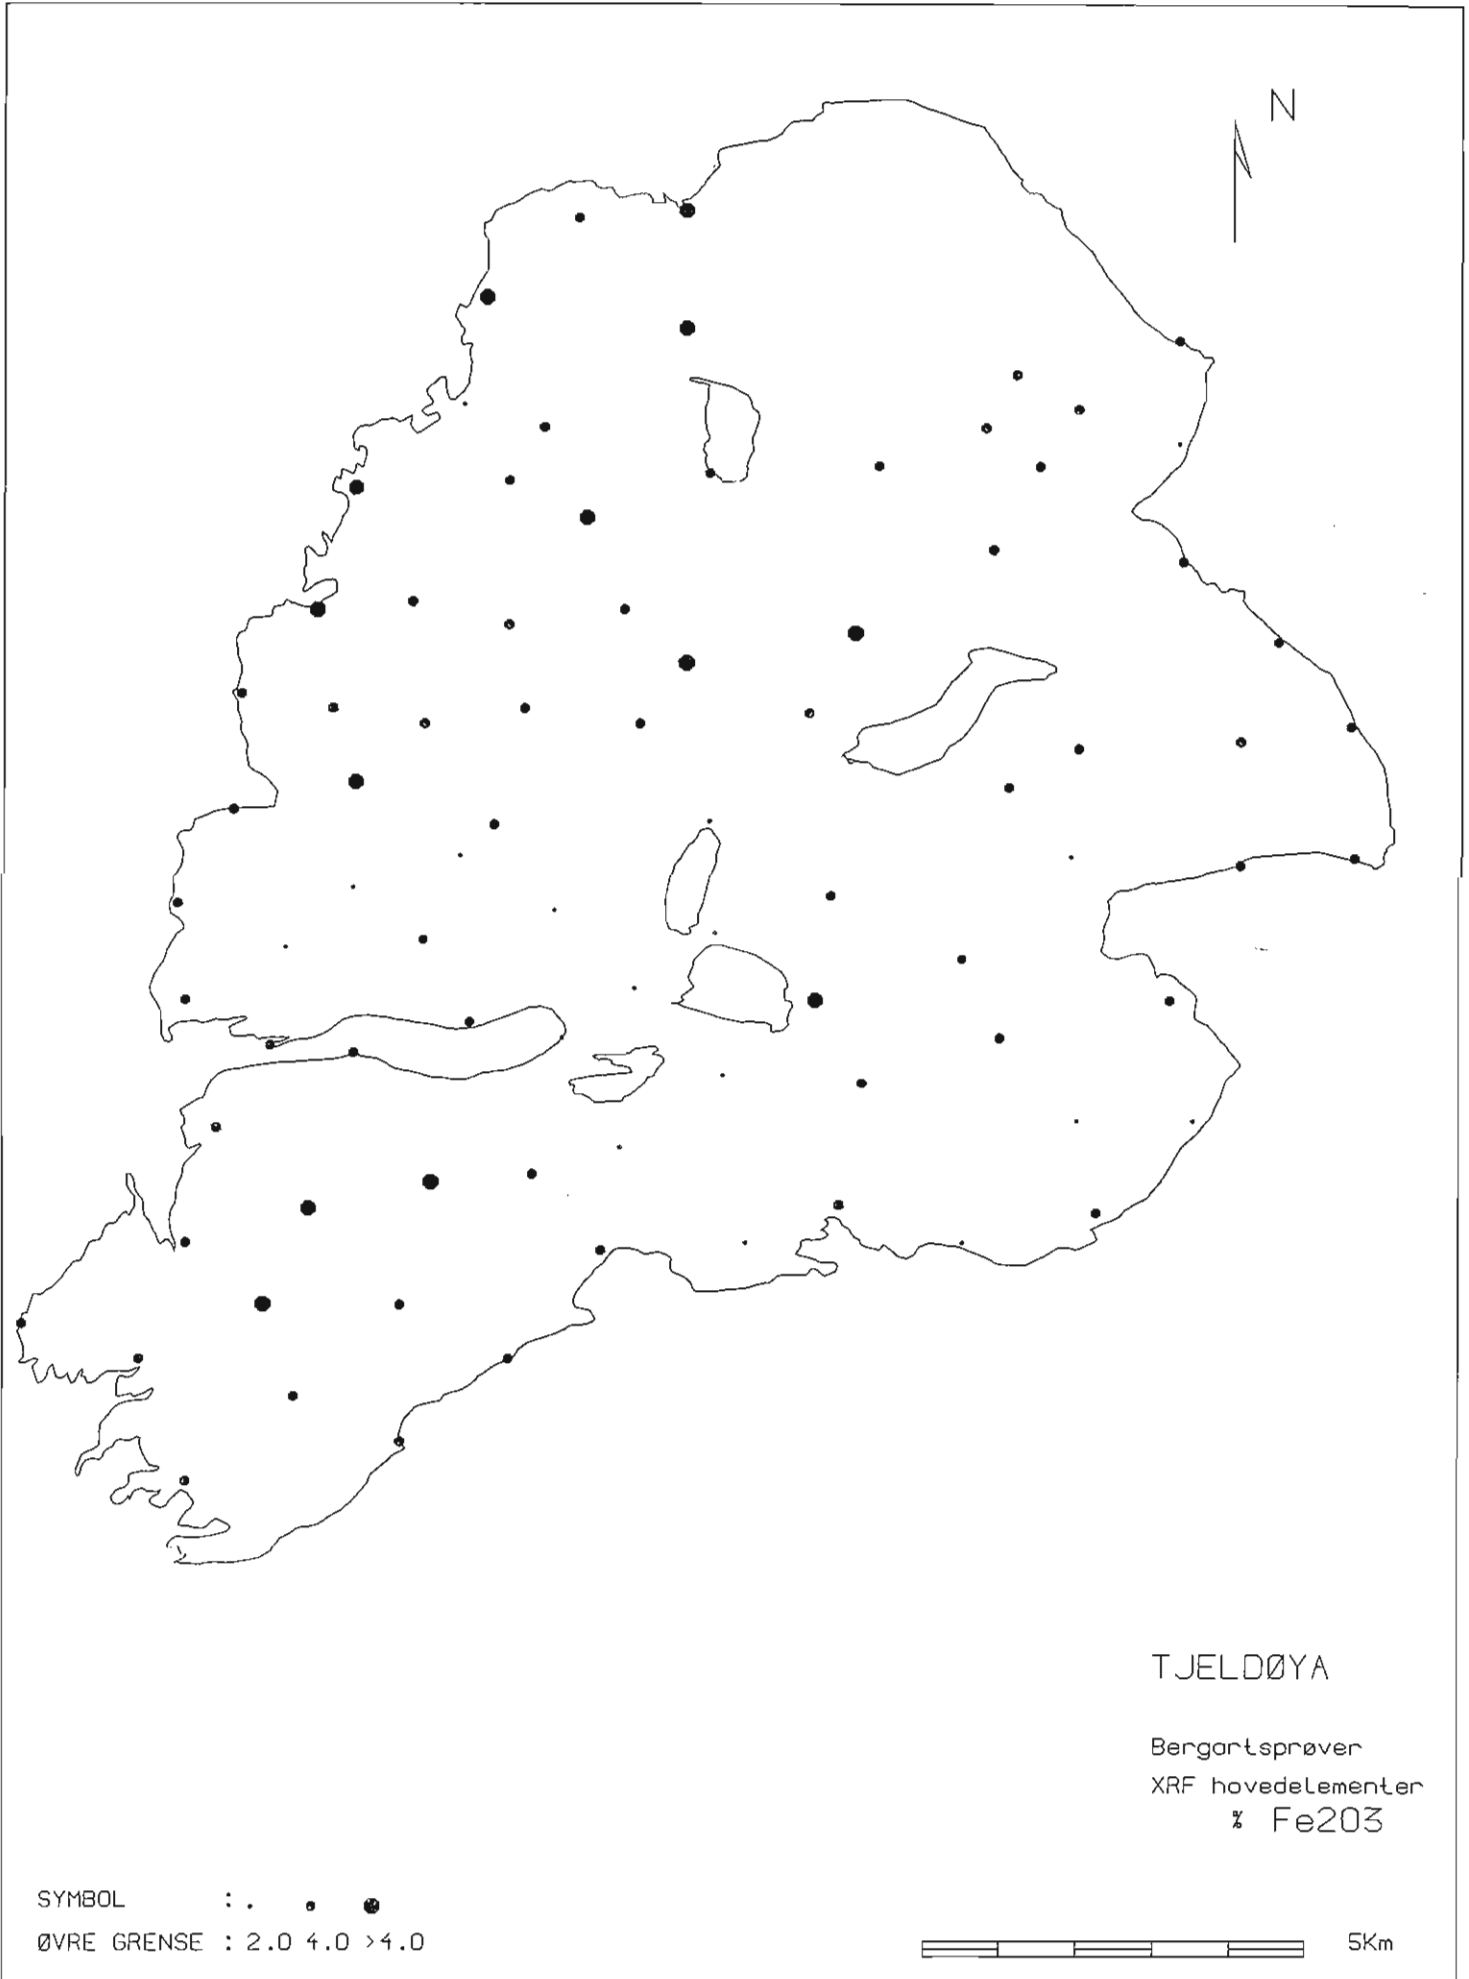 N
TJELDØYA
Bergartsprøver
XRF hovedelementer
% Fe2O3
SYMBOL :
ØVRE GRENSE : 2.0 4.0 >4.0
5Km